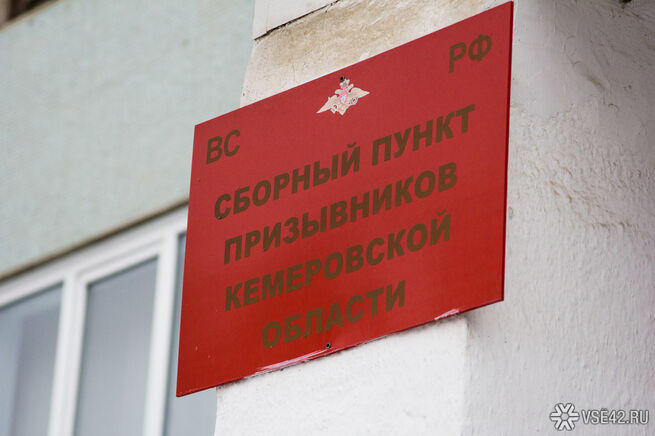 ВС РФ
СБОРНЫЙ ПУНКТ
ПРИЗЫВНИКОВ
КЕМЕРОВСКОЙ
ОБЛАСТИ
VSE42.RU